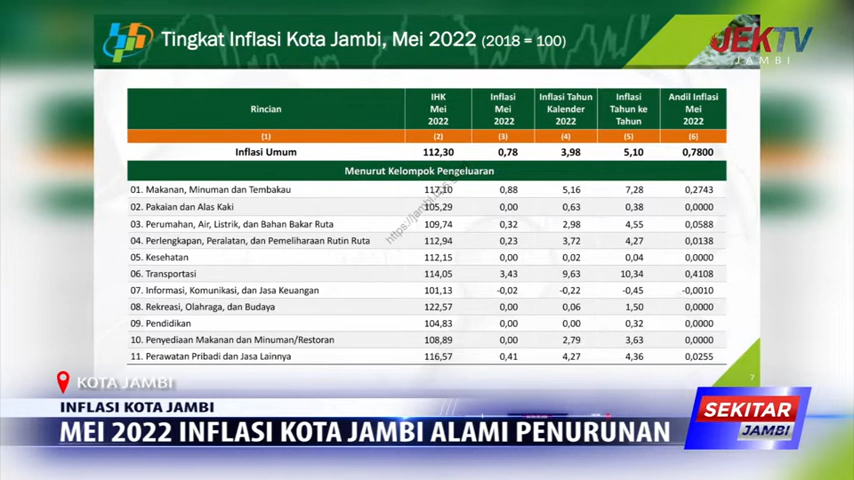 Tingkat Inflasi Kota Jambi, Mei 2022 (2018 = 100)
JEKTV
JAMBI
Rincian IHK Mei 2022 Inflasi Mei 2022 Inflasi Tahun Kalender 2022 Inflasi Tahun ke Tahun Andil Inflasi Mei 2022
(1) (2) (3) (4) (5) (6)
Inflasi Umum 112,30 0,78 3,98 5,10 0,7800
Menurut Kelompok Pengeluaran
01. Makanan, Minuman dan Tembakau 117,10 0,88 5,16 7,28 0,2743
02. Pakaian dan Alas Kaki 105,29 0,00 0,63 0,38 0,0000
03. Perumahan, Air, Listrik, dan Bahan Bakar Ruta 109,74 0,32 2,98 4,55 0,0588
04. Perlengkapan, Peralatan, dan Pemeliharaan Rutin Ruta 112,94 0,23 3,72 4,27 0,0138
05. Kesehatan 112,15 0,00 0,02 0,04 0,0000
06. Transportasi 114,05 3,43 9,63 10,34 0,4108
07. Informasi, Komunikasi, dan Jasa Keuangan 101,13 -0,02 -0,22 -0,45 -0,0010
08. Rekreasi, Olahraga, dan Budaya 122,57 0,00 0,06 1,50 0,0000
09. Pendidikan 104,83 0,00 0,00 0,32 0,0000
10. Penyediaan Makanan dan Minuman/Restoran 108,89 0,00 2,79 3,63 0,0000
11. Perawatan Pribadi dan Jasa Lainnya 116,57 0,41 4,27 4,36 0,0255
7
KOTA JAMBI
INFLASI KOTA JAMBI
MEI 2022 INFLASI KOTA JAMBI ALAMI PENURUNAN
SEKITAR
JAMBI